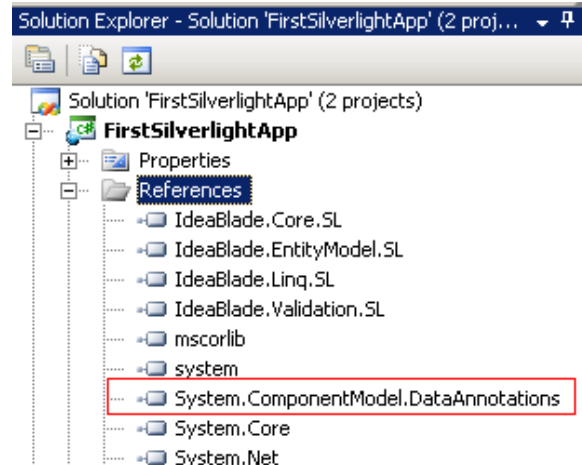 Solution Explorer - Solution 'FirstSilverlightApp' (2 proj...
Solution 'FirstSilverlightApp' (2 projects)
FirstSilverlightApp
Properties
References
IdeaBlade.Core.SL
IdeaBlade.EntityModel.SL
IdeaBlade.Linq.SL
IdeaBlade.Validation.SL
mscorlib
system
System.ComponentModel.DataAnnotations
System.Core
System.Net